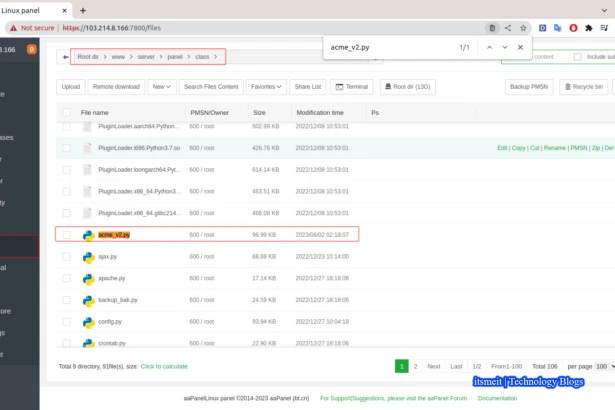 Linux panel
Not secure https://103.214.8.166:7800/files
acme_v2.py 1/1
3.8.166 0
Root dir > www > server > panel > class >
content Include sub
Upload Remote download New Search Files Content Favorites Share List Terminal Root dir (13G) Backup PMSN Recycle bin
File name PMSN/Owner Size Modification time Ps
PluginLoader.aarch64.Python... 600 / root 502.89 KB 2022/12/08 10:53:01
PluginLoader.i686.Python3.7.so 600 / root 426.76 KB 2022/12/08 10:53:01 Edit | Copy | Cut | Rename | PMSN | Zip | Del
PluginLoader.loongarch64.Pyt... 600 / root 614.14 KB 2022/12/08 10:53:01
PluginLoader.x86_64.Python3... 600 / root 463.51 KB 2022/12/08 10:53:01
PluginLoader.x86_64.glibc214... 600 / root 468.08 KB 2022/12/08 10:53:01
acme_v2.py 600 / root 96.99 KB 2023/06/02 02:18:07
ajax.py 600 / root 68.69 KB 2022/12/23 10:14:00
apache.py 600 / root 17.14 KB 2022/12/27 18:18:06
backup_bak.py 600 / root 24.59 KB 2022/12/27 18:18:06
config.py 600 / root 93.94 KB 2022/12/27 10:04:18
crontab.py 600 / root 22.90 KB 2022/12/27 18:18:06
Total 9 directory, 91file(s), size: Click to calculate 1 2 Next Last 1/2 From1-100 Total 106 per page 100
itsmeit | Technology Blogs
aaPanelLinux panel ©2014-2023 aaPanel (bt.cn) For Support|Suggestions, please visit the aaPanel Forum Documentation